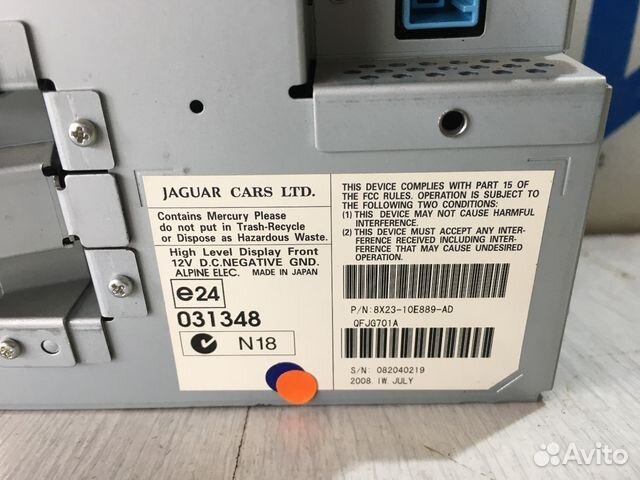 JAGUAR CARS LTD.
Contains Mercury Please
do not put in Trash-Recycle
or Dispose as Hazardous Waste.
High Level Display Front
12V D.C.NEGATIVE GND.
ALPINE ELEC. MADE IN JAPAN
e24
031348
N18
THIS DEVICE COMPLIES WITH PART 15 OF
THE FCC RULES. OPERATION IS SUBJECT TO
THE FOLLOWING TWO CONDITIONS:
(1) THIS DEVICE MAY NOT CAUSE HARMFUL
INTERFERENCE.
(2) THIS DEVICE MUST ACCEPT ANY INTER-
FERENCE RECEIVED INCLUDING INTER-
FERENCE THAT MAY CAUSE UNDESIRED
OPERATION.
P/N:8X23-10E889-AD
QFJG701A
S/N: 082040219
2008. IW. JULY
Avito